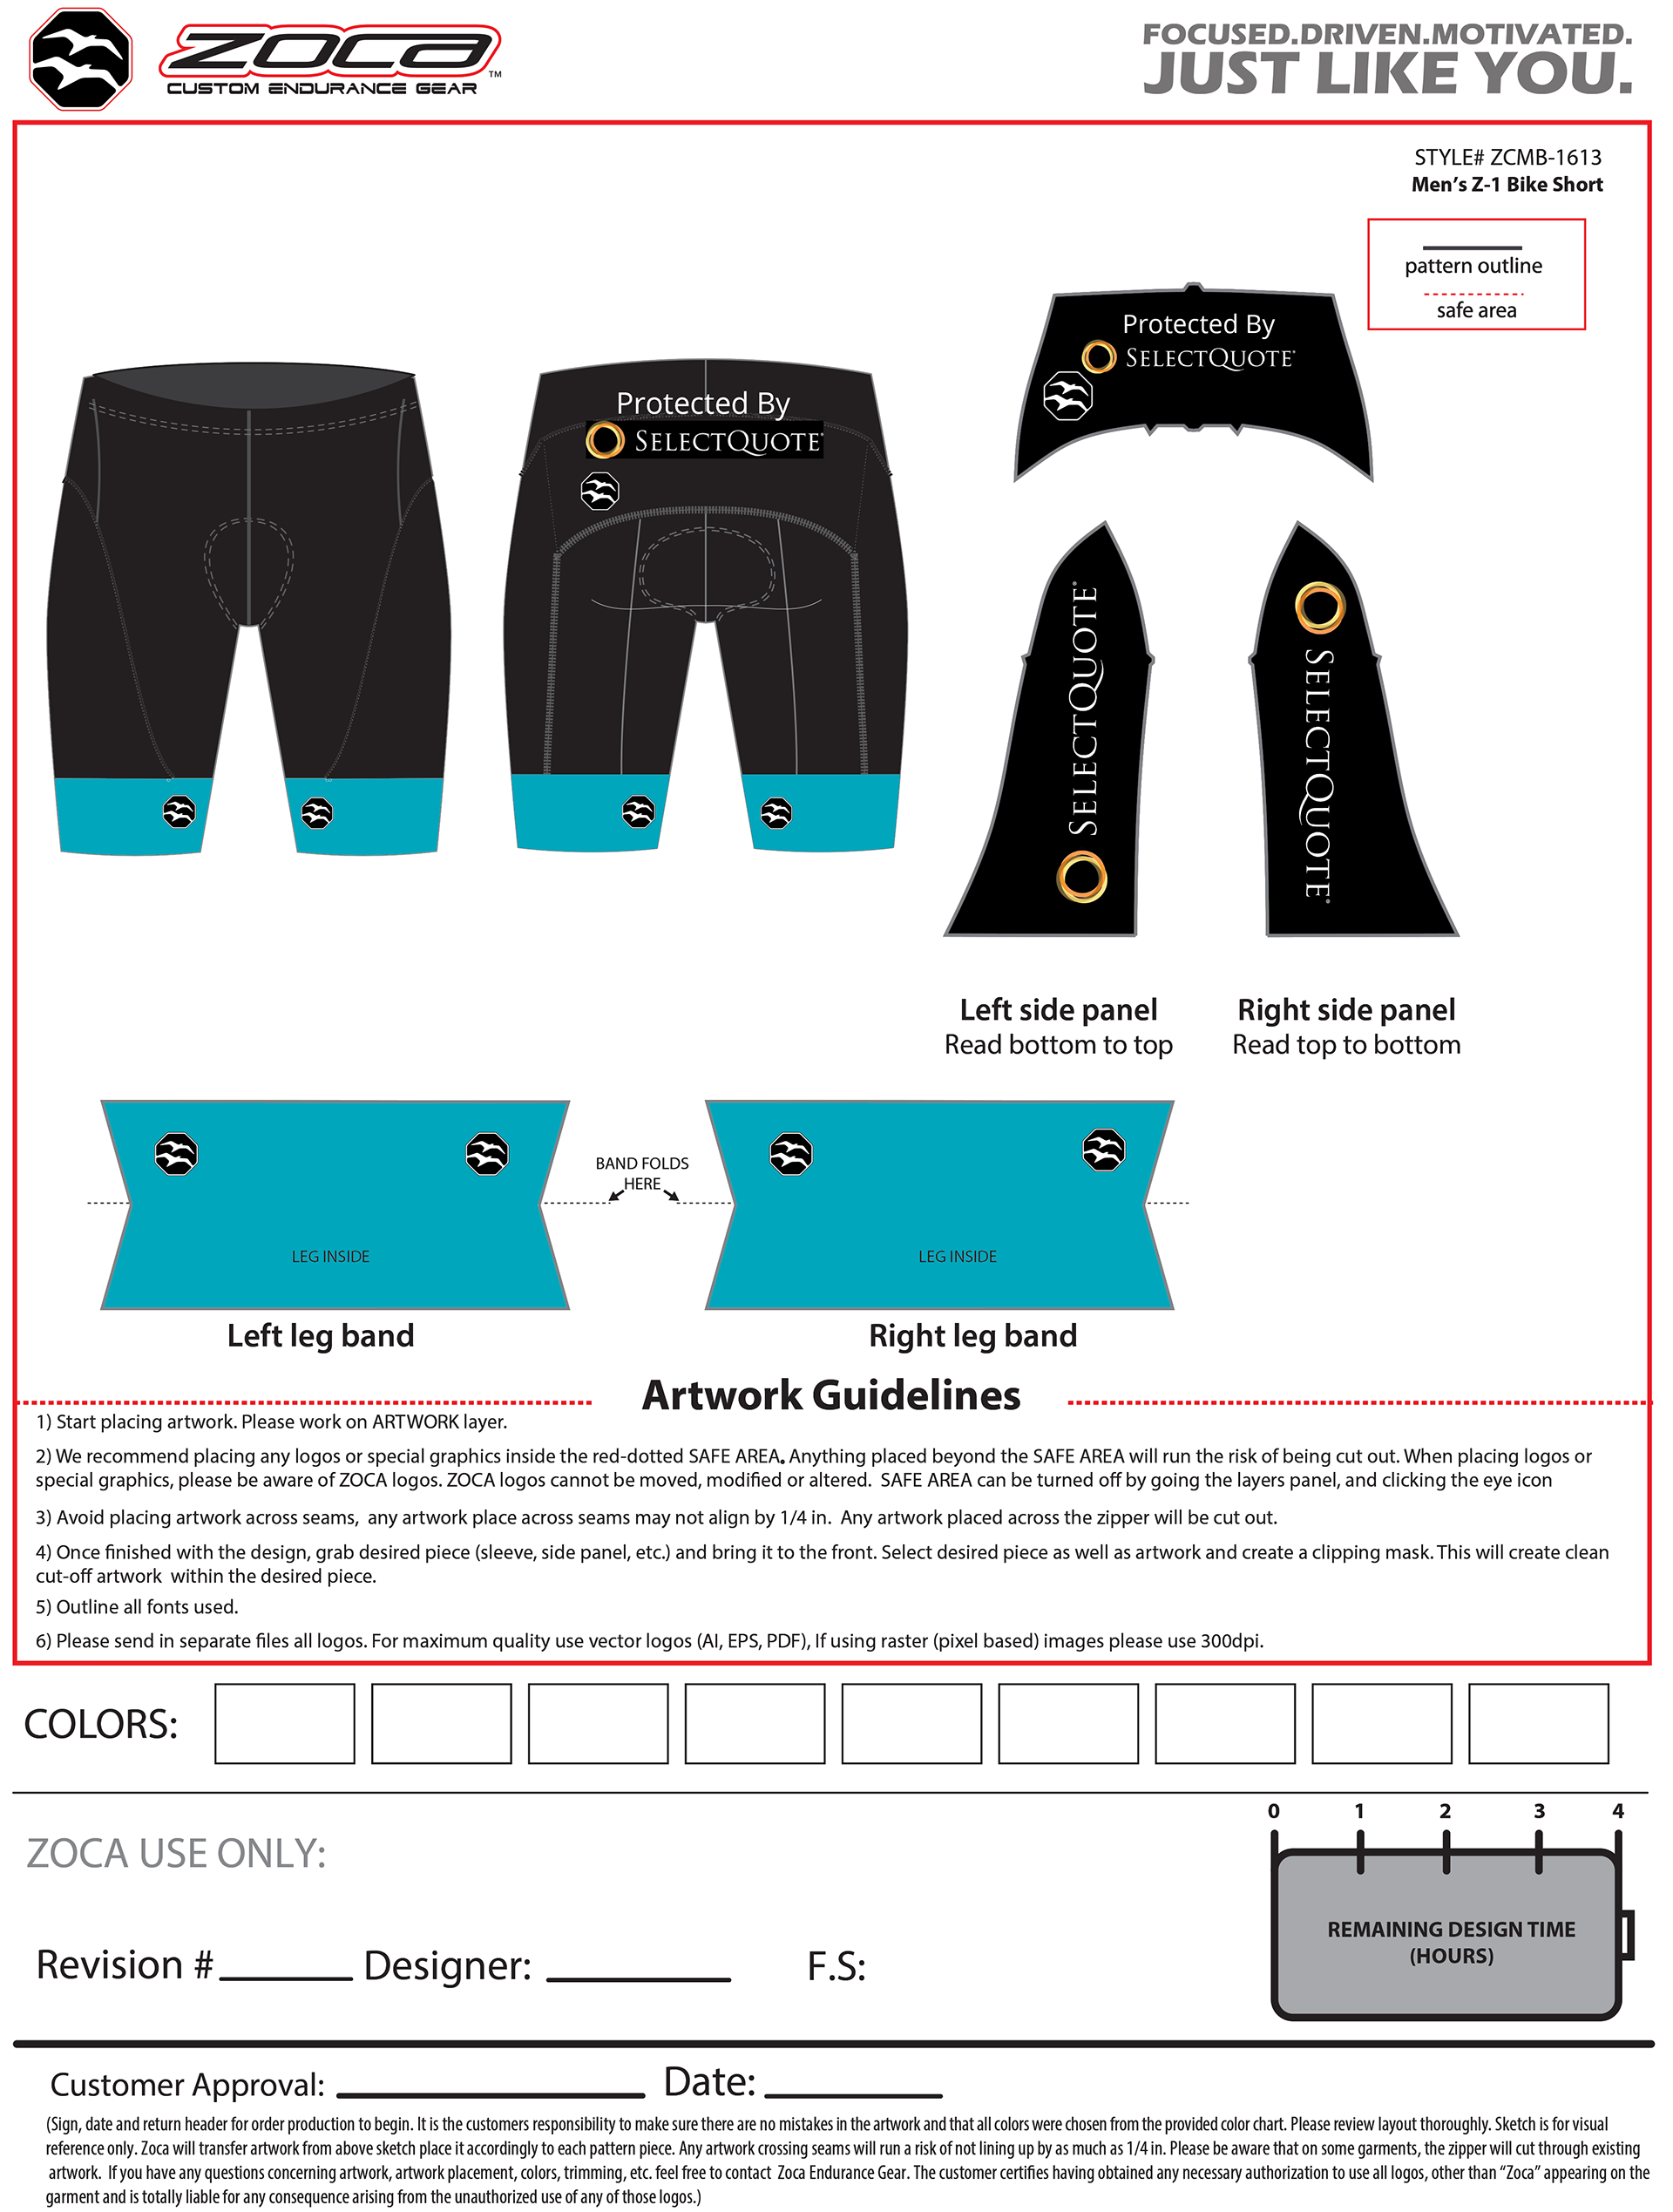 ZOCA™
CUSTOM ENDURANCE GEAR
FOCUSED.DRIVEN.MOTIVATED.
JUST LIKE YOU.
STYLE# ZCMB-1613
Men's Z-1 Bike Short
pattern outline
safe area
Protected By
SELECTQUOTE®
Protected By
SELECTQUOTE®
SELECTQUOTE®
SELECTQUOTE®
Left side panel
Read bottom to top
Right side panel
Read top to bottom
BAND FOLDS
HERE
LEG INSIDE
LEG INSIDE
Left leg band
Right leg band
Artwork Guidelines
1) Start placing artwork. Please work on ARTWORK layer.
2) We recommend placing any logos or special graphics inside the red-dotted SAFE AREA. Anything placed beyond the SAFE AREA will run the risk of being cut out. When placing logos or
special graphics, please be aware of ZOCA logos. ZOCA logos cannot be moved, modified or altered.  SAFE AREA can be turned off by going the layers panel, and clicking the eye icon
3) Avoid placing artwork across seams,  any artwork place across seams may not align by 1/4 in.  Any artwork placed across the zipper will be cut out.
4) Once finished with the design, grab desired piece (sleeve, side panel, etc.) and bring it to the front. Select desired piece as well as artwork and create a clipping mask. This will create clean
cut-off artwork  within the desired piece.
5) Outline all fonts used.
6) Please send in separate files all logos. For maximum quality use vector logos (AI, EPS, PDF), If using raster (pixel based) images please use 300dpi.
COLORS:
0 1 2 3 4
ZOCA USE ONLY:
REMAINING DESIGN TIME
(HOURS)
Revision # Designer: F.S:
Customer Approval: Date:
(Sign, date and return header for order production to begin. It is the customers responsibility to make sure there are no mistakes in the artwork and that all colors were chosen from the provided color chart. Please review layout thoroughly. Sketch is for visual
reference only. Zoca will transfer artwork from above sketch place it accordingly to each pattern piece. Any artwork crossing seams will run a risk of not lining up by as much as 1/4 in. Please be aware that on some garments, the zipper will cut through existing
artwork.  If you have any questions concerning artwork, artwork placement, colors, trimming, etc. feel free to contact  Zoca Endurance Gear. The customer certifies having obtained any necessary authorization to use all logos, other than "Zoca" appearing on the
garment and is totally liable for any consequence arising from the unauthorized use of any of those logos.)